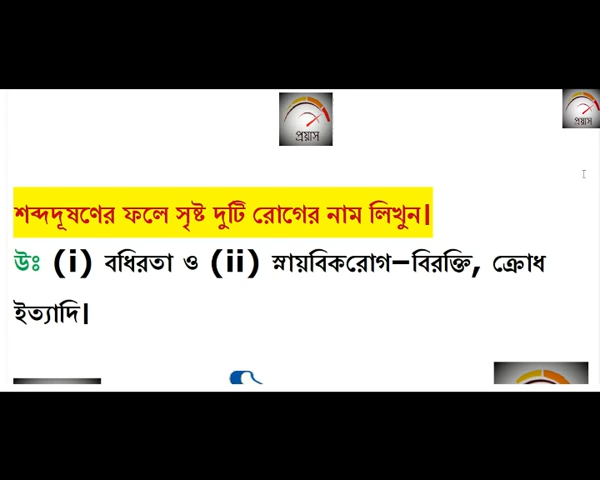 প্রয়াস
প্রয়াস
শব্দদূষণের ফলে সৃষ্ট দুটি রোগের নাম লিখুন।
উঃ (i) বধিরতা ও (ii) স্নায়বিকরোগ–বিরক্তি, ক্রোধ
ইত্যাদি।